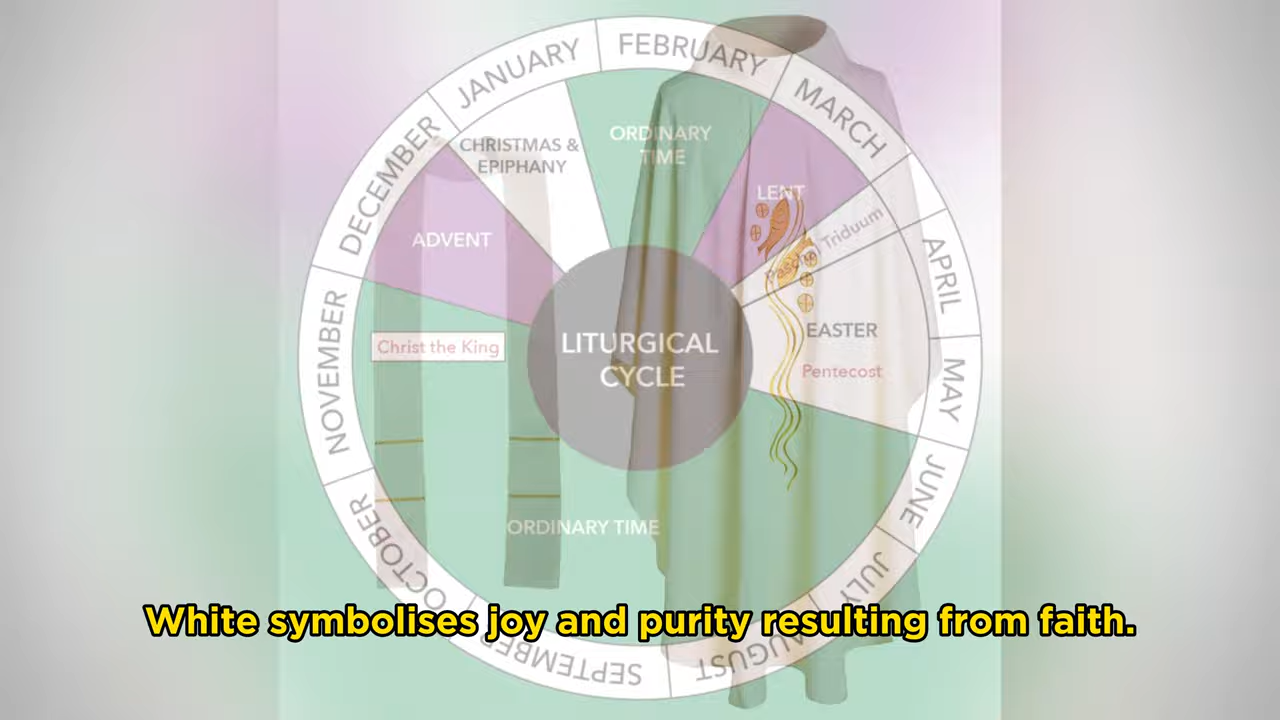 JANUARY
FEBRUARY
MARCH
APRIL
MAY
JUNE
JULY
AUGUST
SEPTEMBER
OCTOBER
NOVEMBER
DECEMBER
CHRISTMAS &
EPIPHANY
ORDINARY
TIME
LENT
Paschal Triduum
ADVENT
Christ the King
LITURGICAL
CYCLE
EASTER
Pentecost
ORDINARY TIME
White symbolises joy and purity resulting from faith.